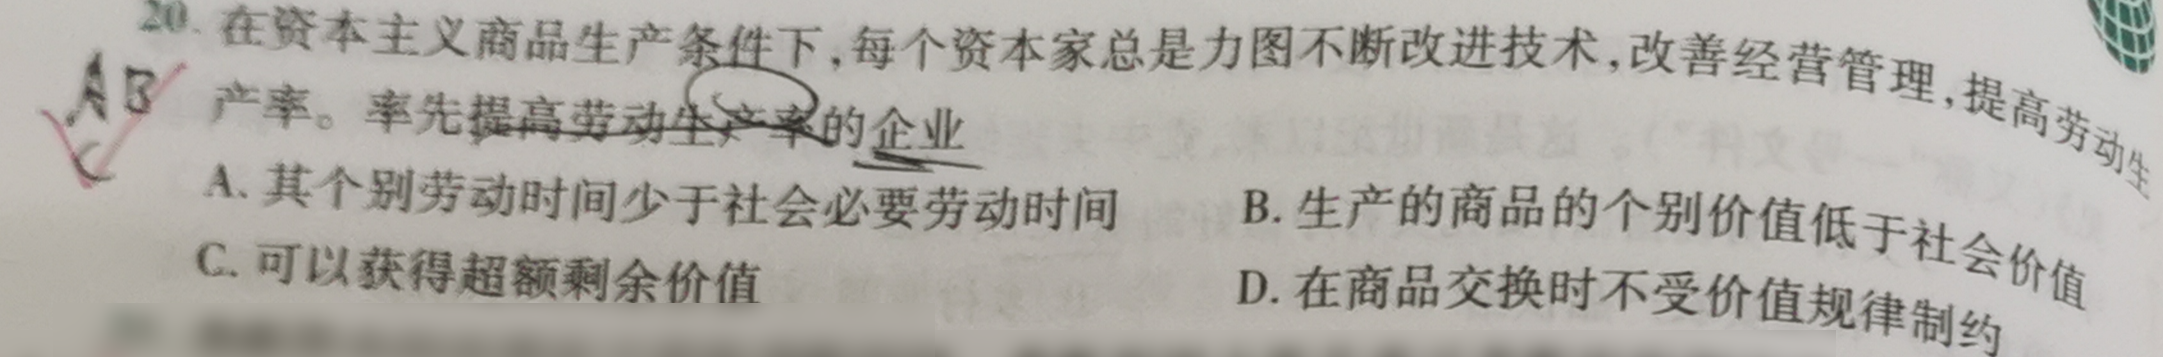 20. 在资本主义商品生产条件下,每个资本家总是力图不断改进技术,改善经营管理,提高劳动生
AB
产率。率先提高劳动生产率的企业
C
A. 其个别劳动时间少于社会必要劳动时间 B. 生产的商品的个别价值低于社会价值
C. 可以获得超额剩余价值 D. 在商品交换时不受价值规律制约